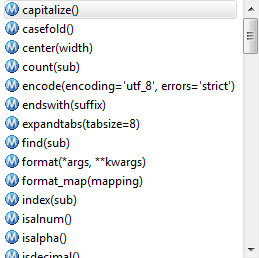 capitalize()
casefold()
center(width)
count(sub)
encode(encoding='utf_8', errors='strict')
endswith(suffix)
expandtabs(tabsize=8)
find(sub)
format(*args, **kwargs)
format_map(mapping)
index(sub)
isalnum()
isalpha()
isdecimal()